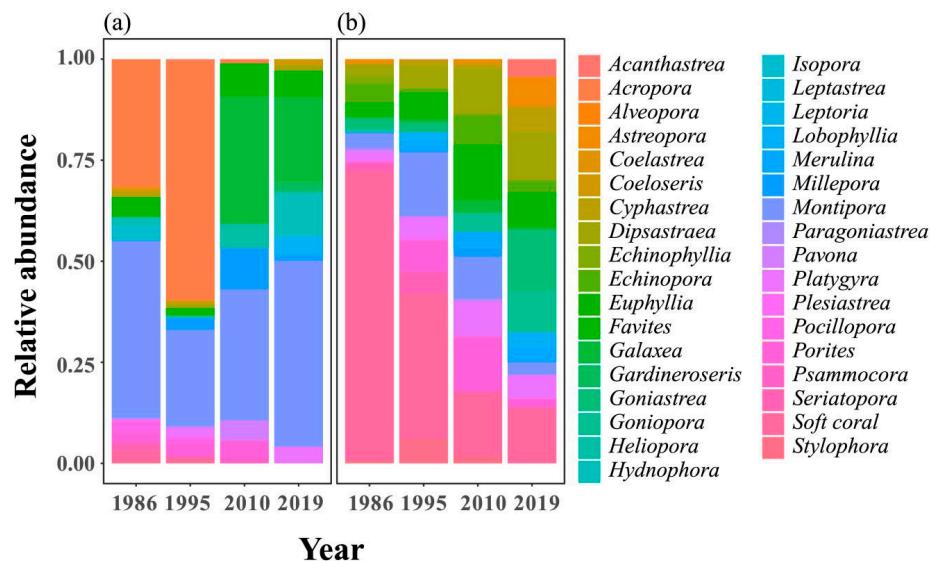 (a)
(b)
Relative abundance
1.00
0.75
0.50
0.25
0.00
1986 1995 2010 2019
1986 1995 2010 2019
Year
Acanthastrea
Acropora
Alveopora
Astreopora
Coelastrea
Coeloseris
Cyphastrea
Dipsastraea
Echinophyllia
Echinopora
Euphyllia
Favites
Galaxea
Gardineroseris
Goniastrea
Goniopora
Heliopora
Hydnophora
Isopora
Leptastrea
Leptoria
Lobophyllia
Merulina
Millepora
Montipora
Paragoniastrea
Pavona
Platygyra
Plesiastrea
Pocillopora
Porites
Psammocora
Seriatopora
Soft coral
Stylophora